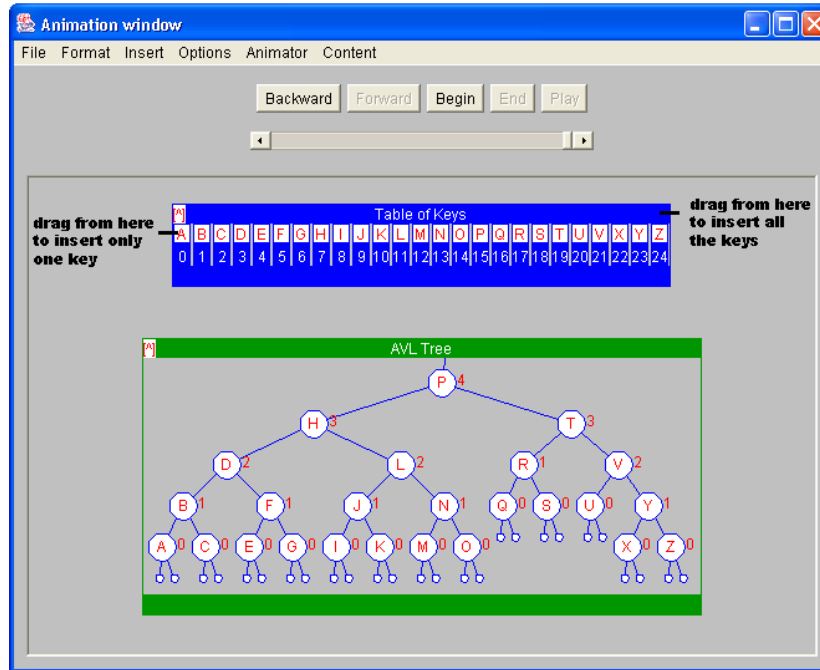 Animation window
File Format Insert Options Animator Content
Backward Forward Begin End Play
drag from here
to insert only
one key
[^] Table of Keys
A B C D E F G H I J K L M N O P Q R S T U V X Y Z
0 1 2 3 4 5 6 7 8 9 10 11 12 13 14 15 16 17 18 19 20 21 22 23 24
drag from here
to insert all
the keys
[^] AVL Tree
P 4
H 3 T 3
D 2 L 2 R 1 V 2
B 1 F 1 J 1 N 1 Q 0 S 0 U 0 Y 1
A 0 C 0 E 0 G 0 I 0 K 0 M 0 O 0 X 0 Z 0